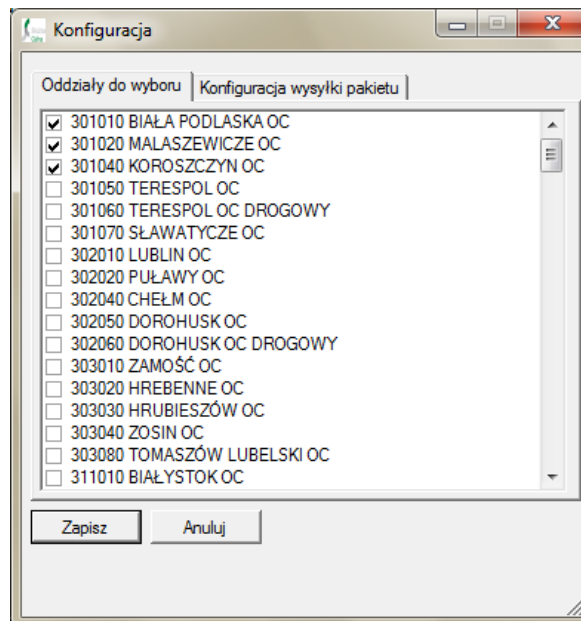 Konfiguracja
Oddziały do wyboru Konfiguracja wysyłki pakietu
301010 BIAŁA PODLASKA OC
301020 MALASZEWICZE OC
301040 KOROSZCZYN OC
301050 TERESPOL OC
301060 TERESPOL OC DROGOWY
301070 SŁAWATYCZE OC
302010 LUBLIN OC
302020 PUŁAWY OC
302040 CHEŁM OC
302050 DOROHUSK OC
302060 DOROHUSK OC DROGOWY
303010 ZAMOŚĆ OC
303020 HREBENNE OC
303030 HRUBIESZÓW OC
303040 ZOSIN OC
303080 TOMASZÓW LUBELSKI OC
311010 BIAŁYSTOK OC
Zapisz Anuluj